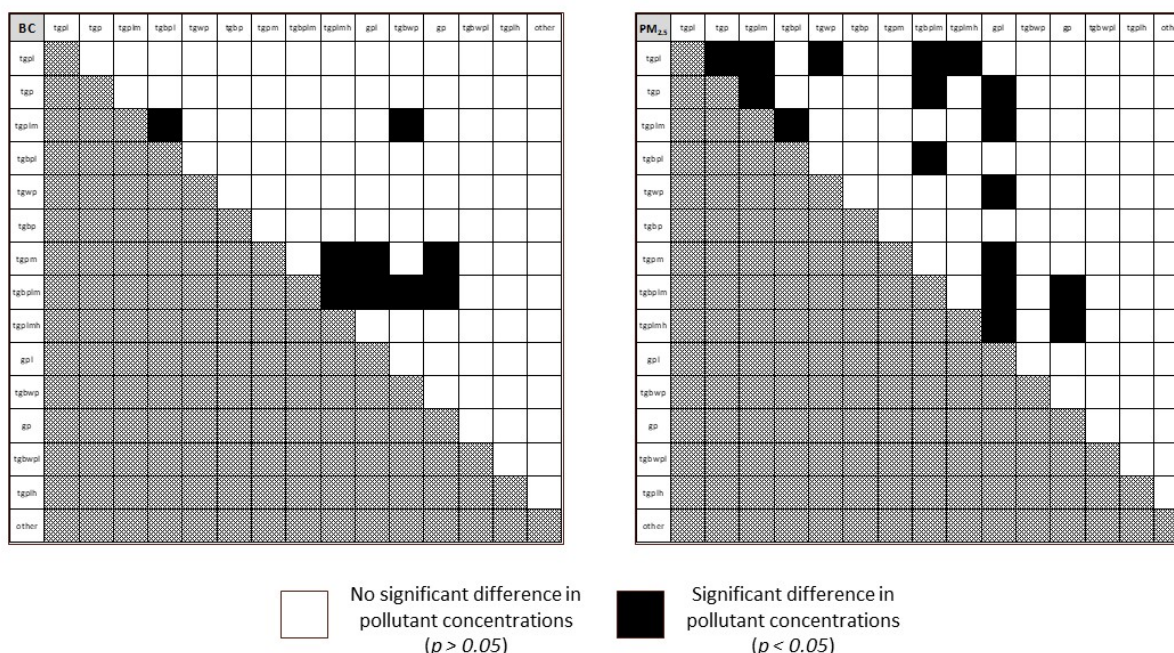 BC tgpl tgp tgplm tgbpl tgwp tgbp tgpm tgbplm tgplmh gpl tgbwp gp tgbwpl tgplh other
tgpl
tgp
tgplm
tgbpl
tgwp
tgbp
tgpm
tgbplm
tgplmh
gpl
tgbwp
gp
tgbwpl
tgplh
other
PM2.5 tgpl tgp tgplm tgbpl tgwp tgbp tgpm tgbplm tgplmh gpl tgbwp gp tgbwpl tgplh
tgpl
tgp
tgplm
tgbpl
tgwp
tgbp
tgpm
tgbplm
tgplmh
gpl
tgbwp
gp
tgbwpl
tgplh
other
No significant difference in
pollutant concentrations
(p > 0.05)
Significant difference in
pollutant concentrations
(p < 0.05)